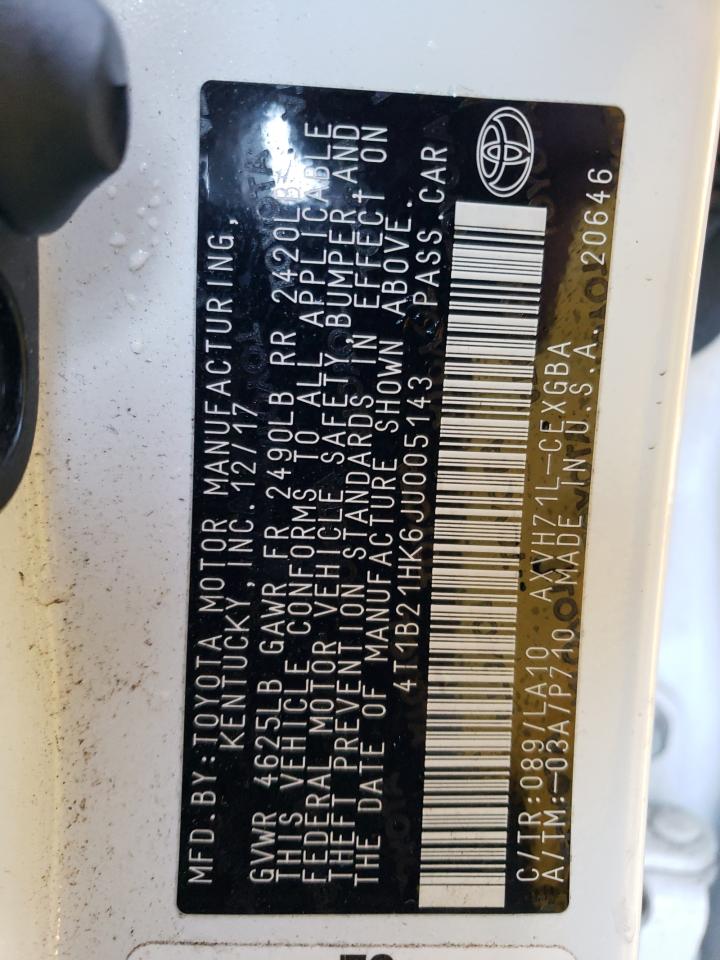 MFD.BY:TOYOTA MOTOR MANUFACTURING,
KENTUCKY,INC. 12/17
GVWR 4625LB GAWR FR 2490LB RR 2420LB
THIS VEHICLE CONFORMS TO ALL APPLICABLE
FEDERAL MOTOR VEHICLE SAFETY,BUMPER,AND
THEFT PREVENTION STANDARDS IN EFFECT ON
THE DATE OF MANUFACTURE SHOWN ABOVE.
4T1B21HK6JU005143 PASS.CAR
C/TR:089/LA10 AXVH71L-CEXGBA
A/TM:-03A/P710 MADE IN U.S.A. 20646